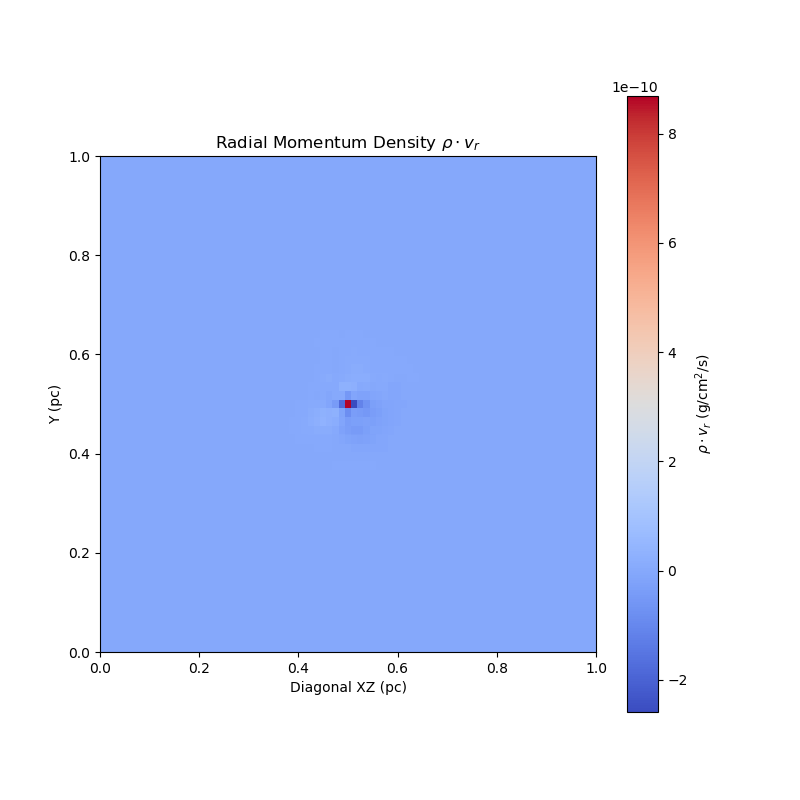 1e−10
Radial Momentum Density ρ · v_r
1.0
0.8
0.6
0.4
0.2
0.0
Y (pc)
0.0 0.2 0.4 0.6 0.8 1.0
Diagonal XZ (pc)
8
6
4
2
0
−2
ρ · v_r (g/cm²/s)